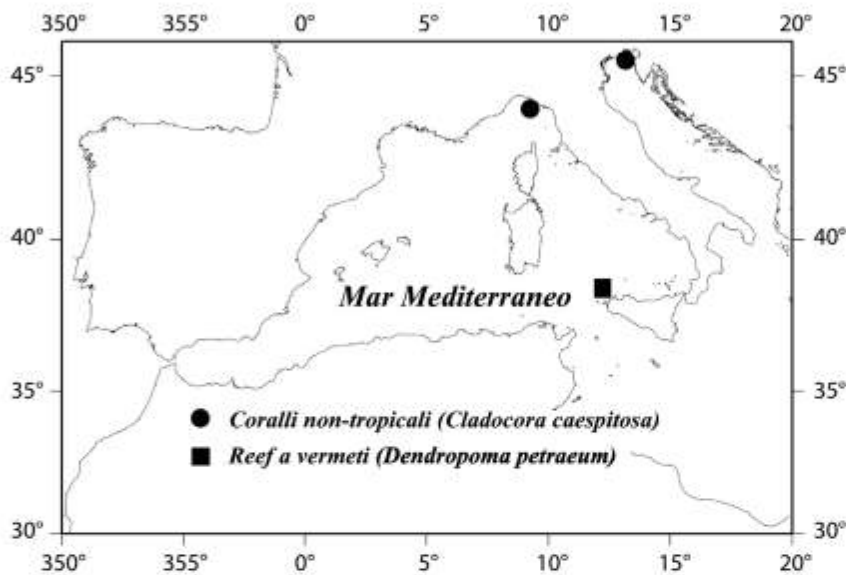 350° 355° 0° 5° 10° 15° 20°
45° 45°
40° 40°
Mar Mediterraneo
35° 35°
Coralli non-tropicali (Cladocora caespitosa)
Reef a vermeti (Dendropoma petraeum)
30° 30°
350° 355° 0° 5° 10° 15° 20°